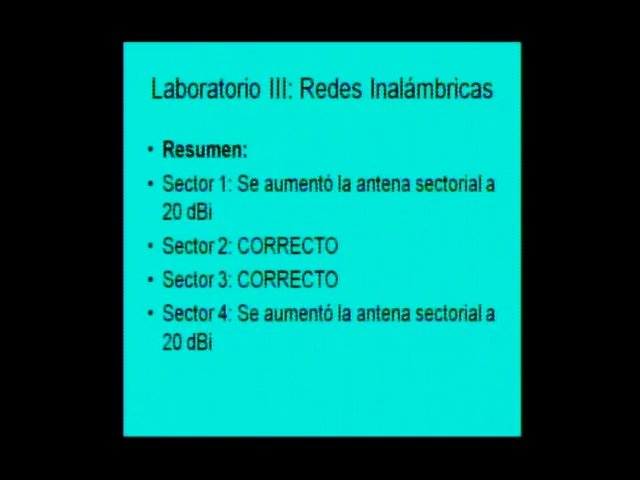 Laboratorio III: Redes Inalámbricas
• Resumen:
• Sector 1: Se aumentó la antena sectorial a
20 dBi
• Sector 2: CORRECTO
• Sector 3: CORRECTO
• Sector 4: Se aumentó la antena sectorial a
20 dBi